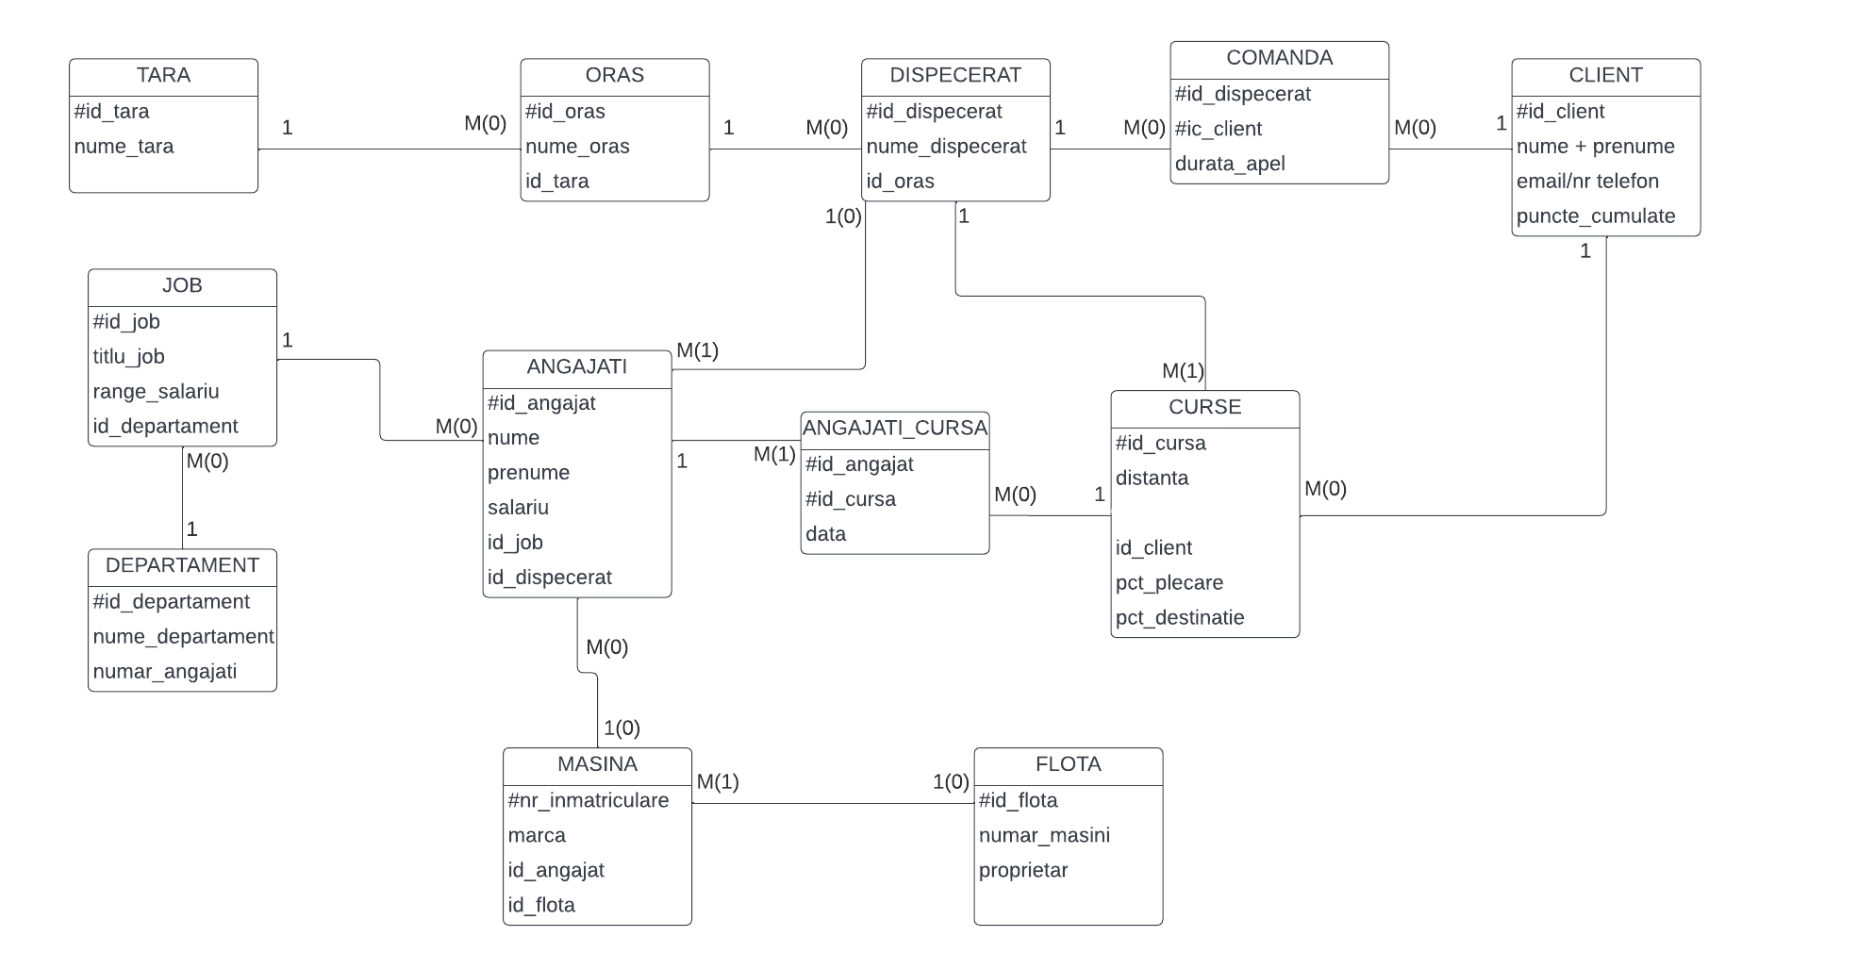 TARA
#id_tara
nume_tara
1
M(0)
ORAS
#id_oras
nume_oras
id_tara
1
M(0)
DISPECERAT
#id_dispecerat
nume_dispecerat
id_oras
1
M(0)
COMANDA
#id_dispecerat
#ic_client
durata_apel
M(0)
1
CLIENT
#id_client
nume + prenume
email/nr telefon
puncte_cumulate
1(0)
1
1
JOB
#id_job
titlu_job
range_salariu
id_departament
1
M(0)
M(0)
1
DEPARTAMENT
#id_departament
nume_departament
numar_angajati
ANGAJATI
#id_angajat
nume
prenume
salariu
id_job
id_dispecerat
M(1)
1
M(1)
ANGAJATI_CURSA
#id_angajat
#id_cursa
data
M(0)
1
M(1)
CURSE
#id_cursa
distanta
id_client
pct_plecare
pct_destinatie
M(0)
M(0)
1(0)
MASINA
#nr_inmatriculare
marca
id_angajat
id_flota
M(1)
1(0)
FLOTA
#id_flota
numar_masini
proprietar